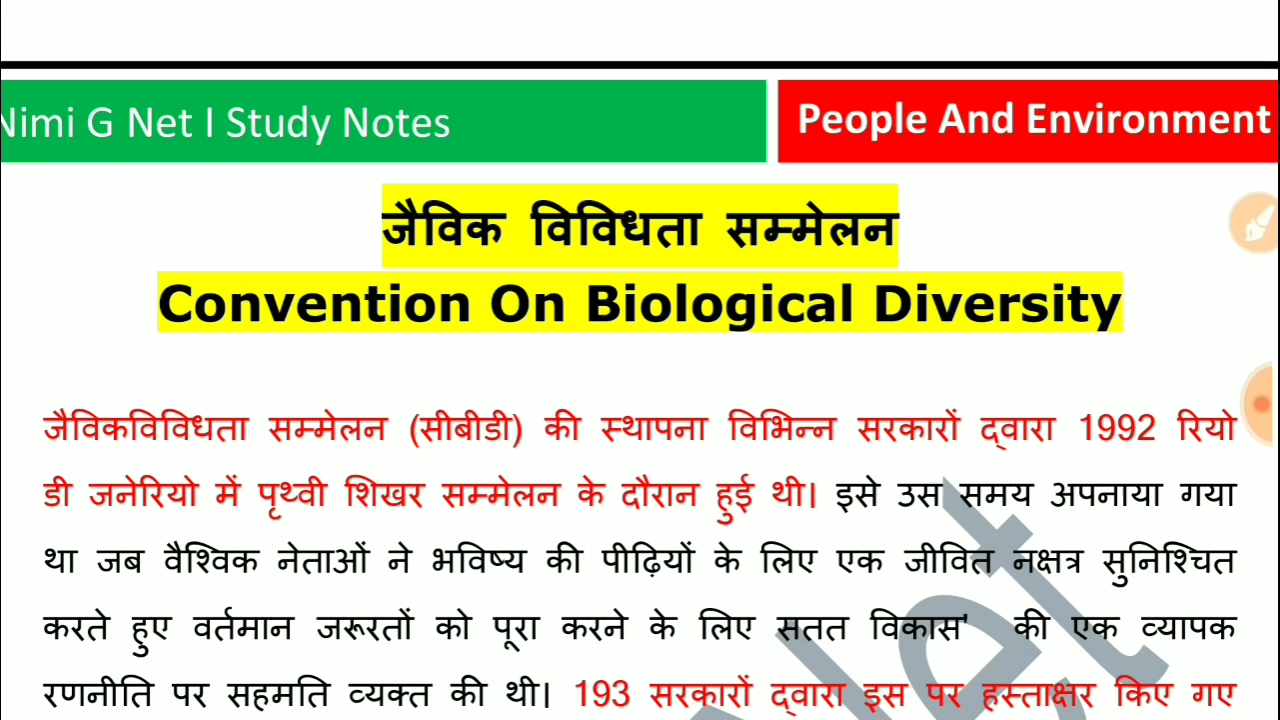 Nimi G Net I Study Notes
People And Environment
जैविक विविधता सम्मेलन
Convention On Biological Diversity
जैविकविविधता सम्मेलन (सीबीडी) की स्थापना विभिन्न सरकारों द्वारा 1992 रियो
डी जनेरियो में पृथ्वी शिखर सम्मेलन के दौरान हुई थी। इसे उस समय अपनाया गया
था जब वैश्विक नेताओं ने भविष्य की पीढ़ियों के लिए एक जीवित नक्षत्र सुनिश्चित
करते हुए वर्तमान जरूरतों को पूरा करने के लिए सतत विकास' की एक व्यापक
रणनीति पर सहमति व्यक्त की थी। 193 सरकारों द्वारा इस पर हस्ताक्षर किए गए
Net